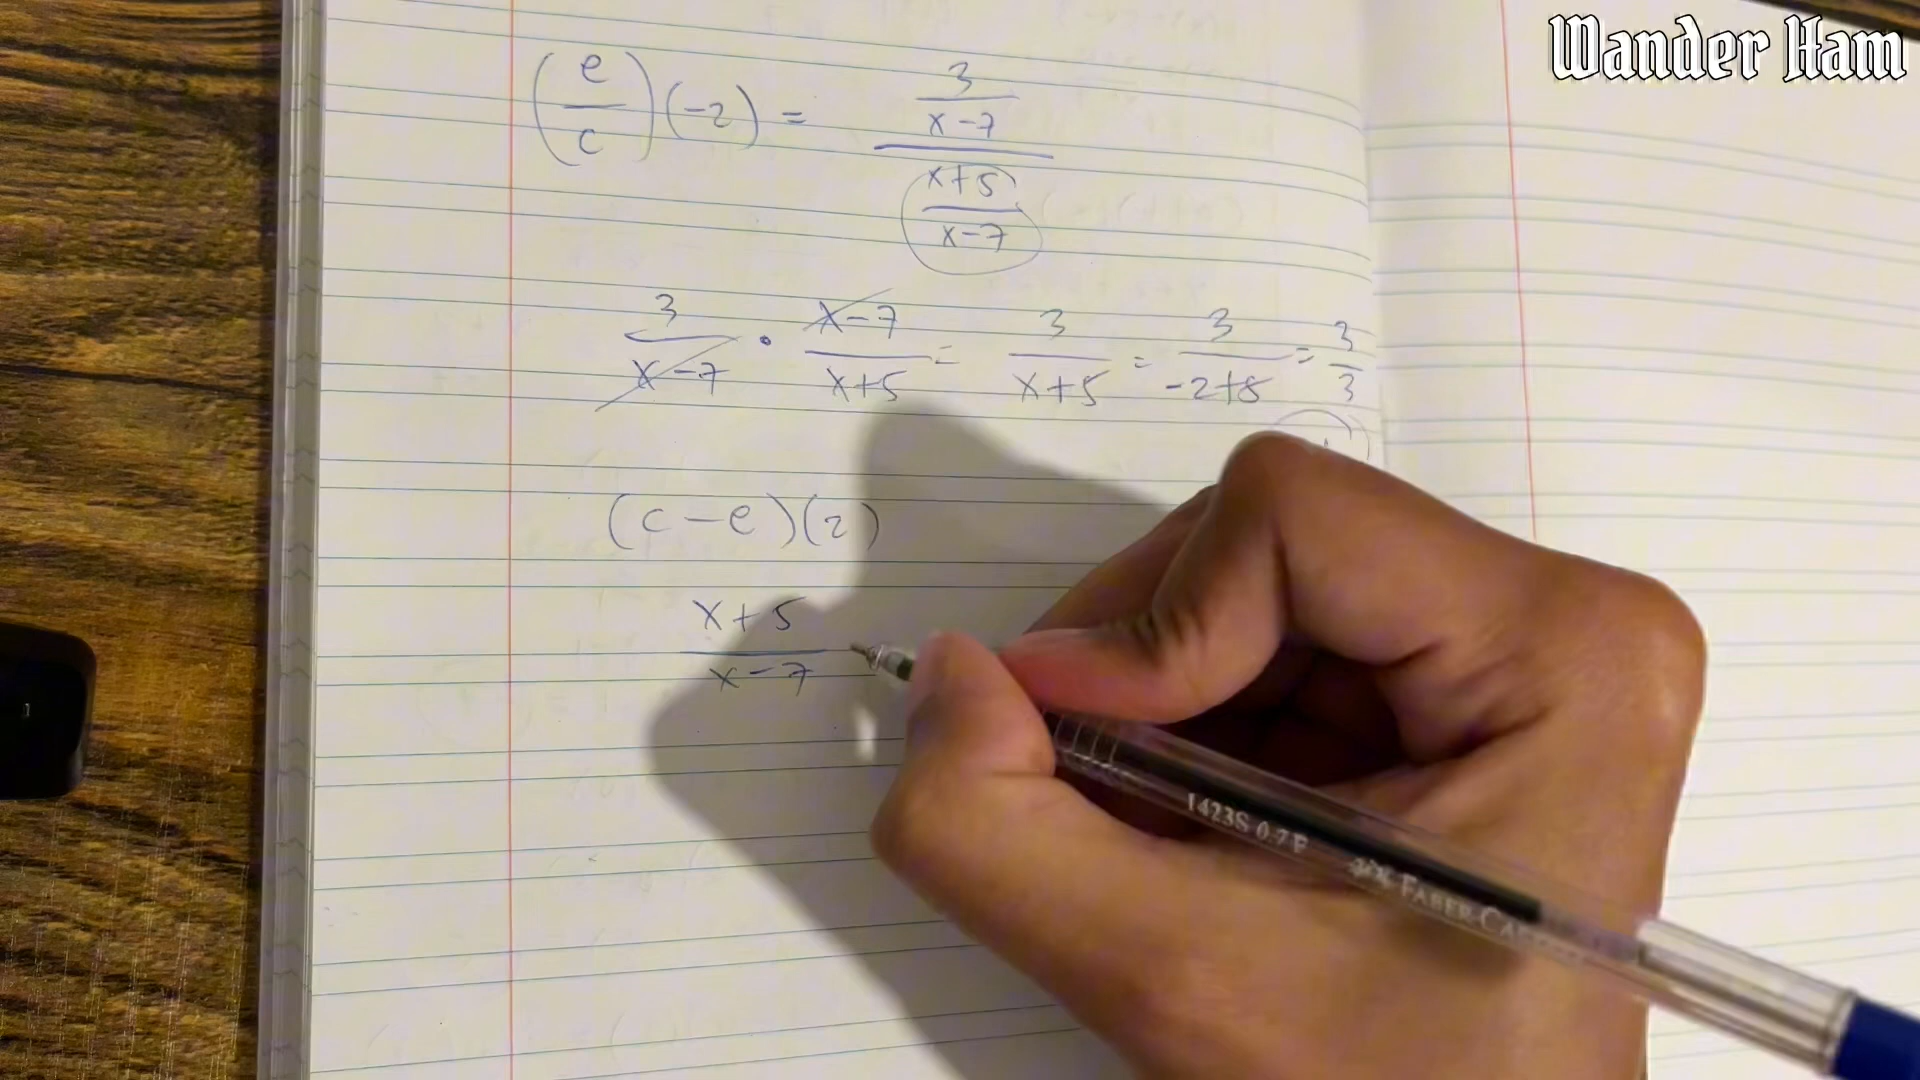 Wander Ham
(e/c)(-2) = (3/(x-7))/((x+5)/(x-7))
3/(x-7) · (x-7)/(x+5) = 3/(x+5) = 3/(-2+5) = 3/3
(c-e)(2)
(x+5)/(x-7)
1423S 0.7 F FABER-CA